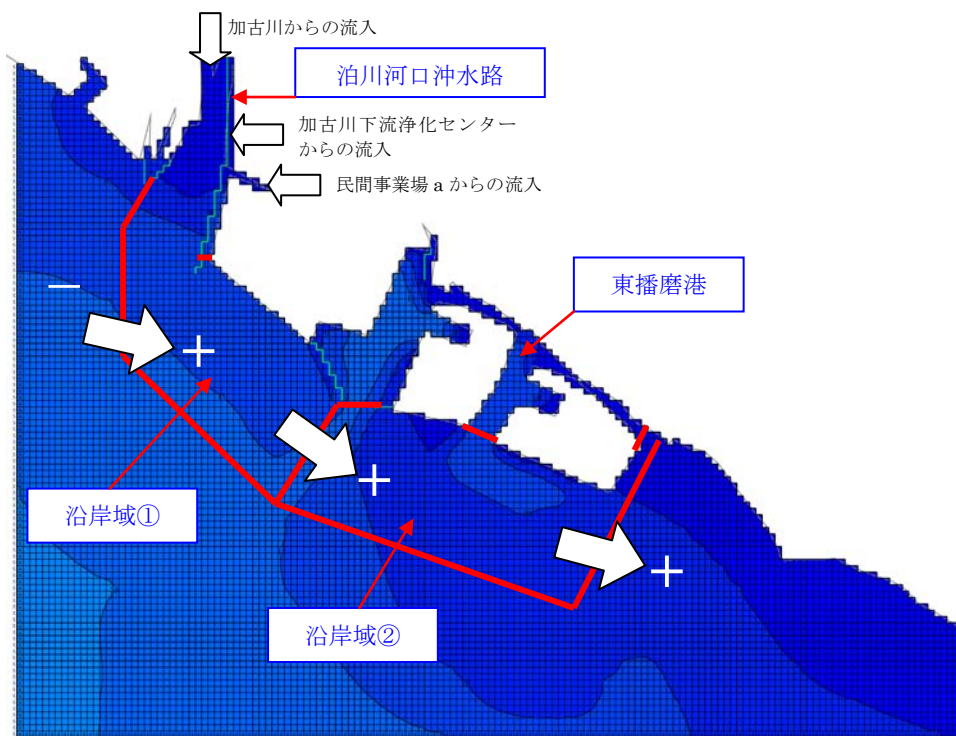 加古川からの流入
泊川河口沖水路
加古川下流浄化センター
からの流入
民間事業場 a からの流入
東播磨港
－
＋
＋
沿岸域①
＋
沿岸域②